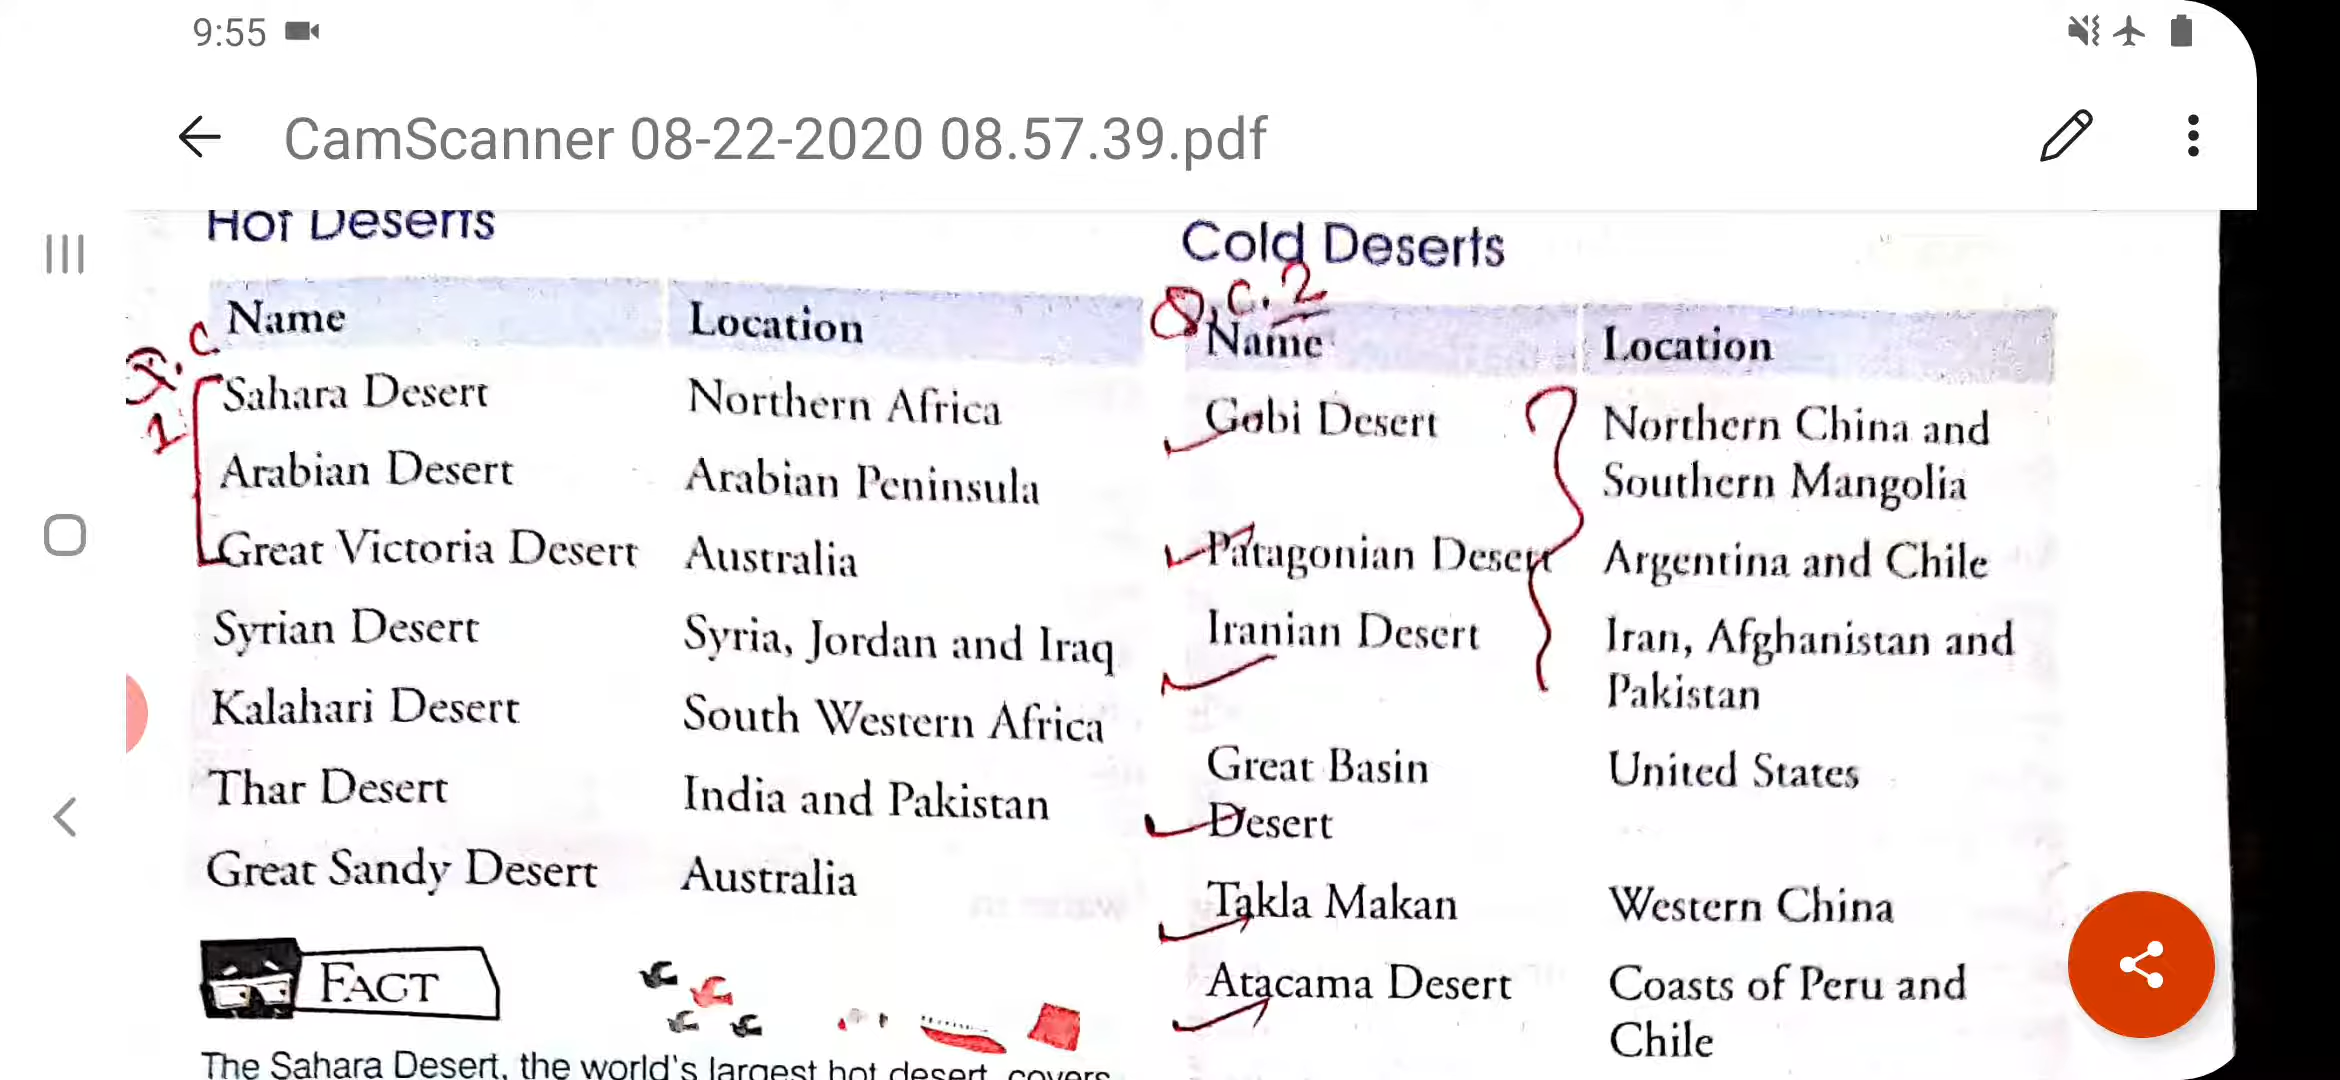 9:55
CamScanner 08-22-2020 08.57.39.pdf
Hot Deserts
Name Location
Sahara Desert Northern Africa
Arabian Desert Arabian Peninsula
Great Victoria Desert Australia
Syrian Desert Syria, Jordan and Iraq
Kalahari Desert South Western Africa
Thar Desert India and Pakistan
Great Sandy Desert Australia
FACT
The Sahara Desert, the world's largest hot desert, covers
Cold Deserts
Name Location
Gobi Desert Northern China and
Southern Mangolia
Patagonian Desert Argentina and Chile
Iranian Desert Iran, Afghanistan and
Pakistan
Great Basin United States
Desert
Takla Makan Western China
Atacama Desert Coasts of Peru and
Chile